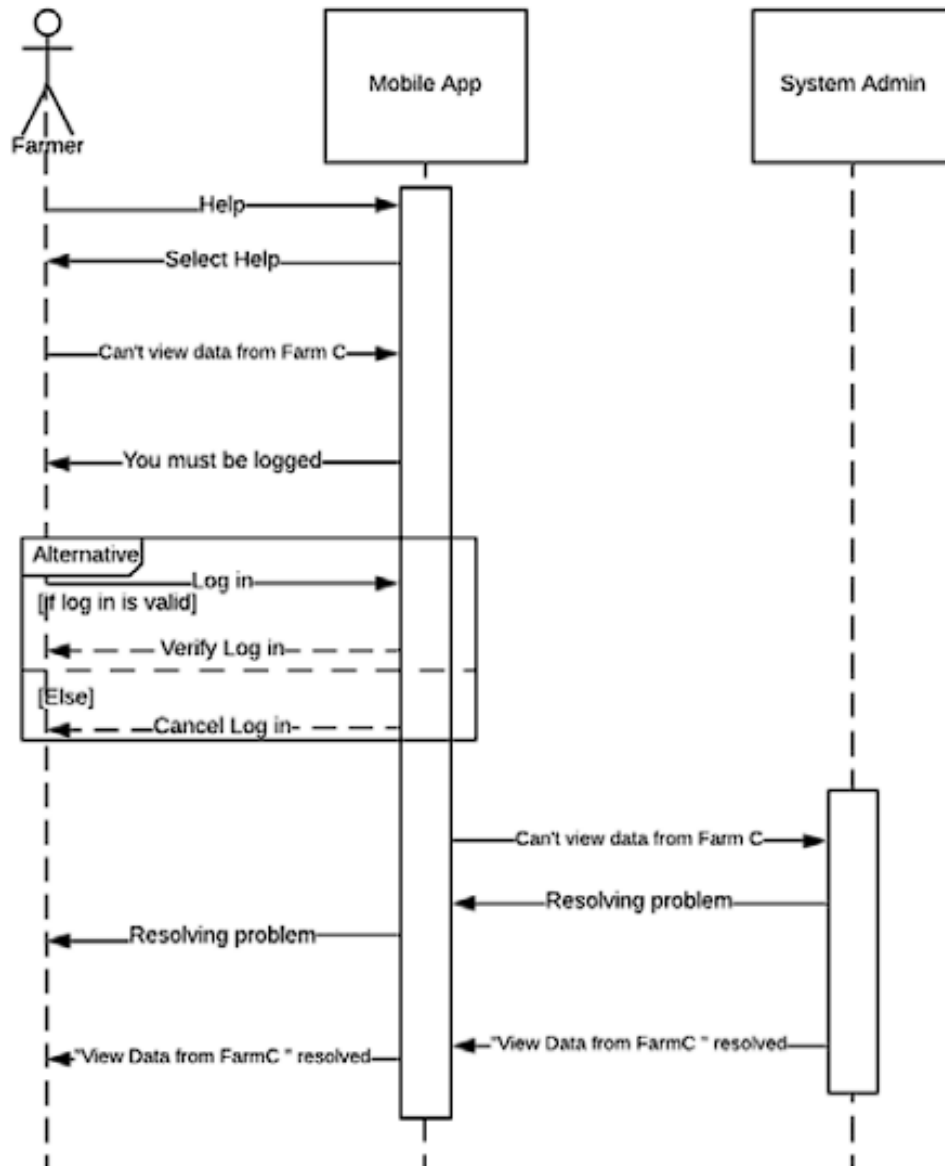 Mobile App
System Admin
Farmer
Help
Select Help
Can't view data from Farm C
You must be logged
Alternative
Log in
[If log in is valid]
Verify Log in
[Else]
Cancel Log in
Can't view data from Farm C
Resolving problem
Resolving problem
"View Data from FarmC " resolved
"View Data from FarmC " resolved